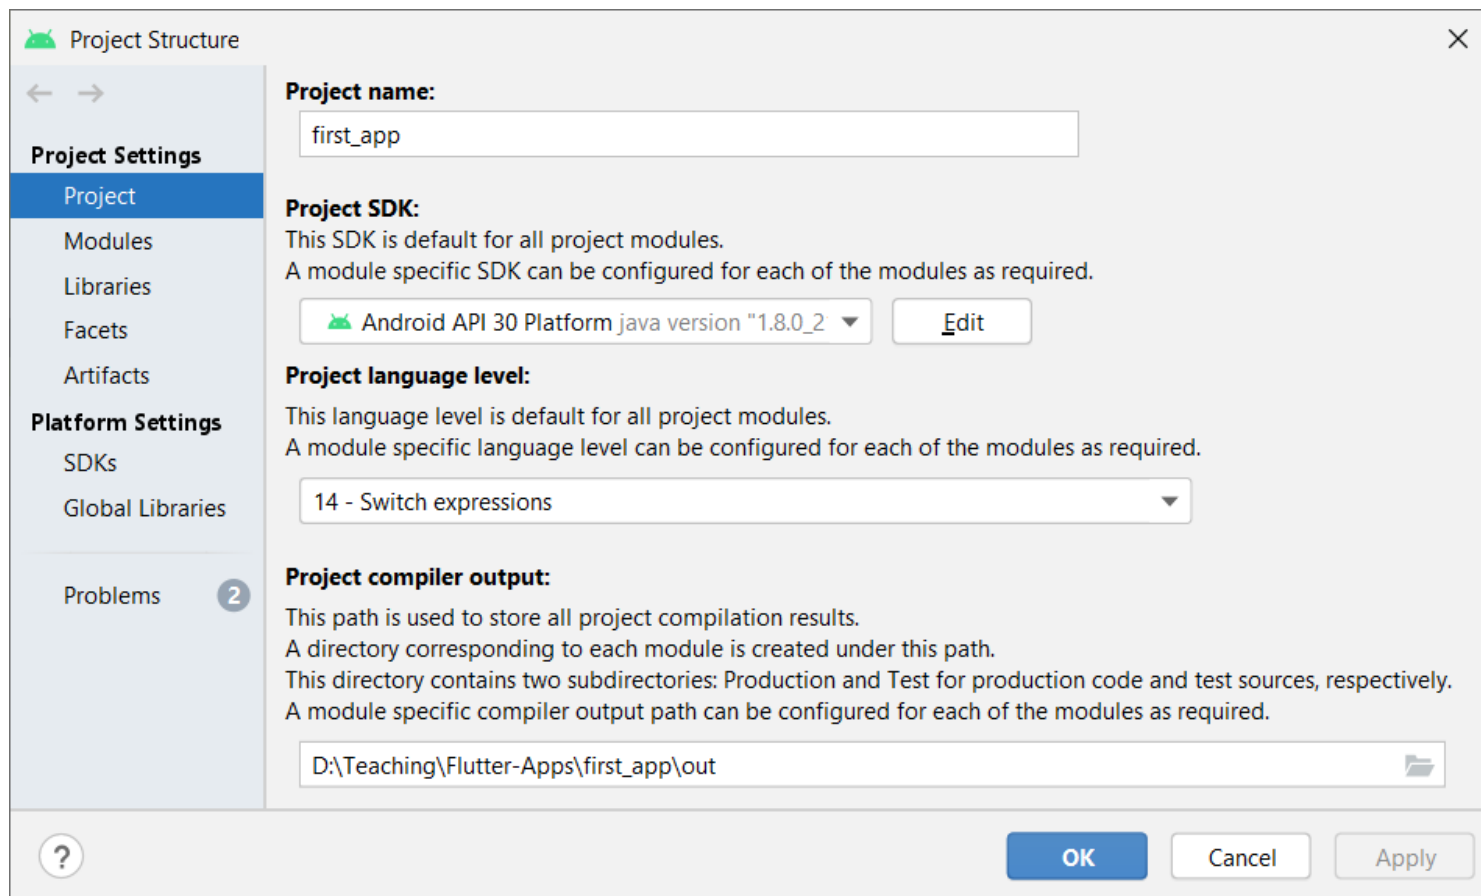 Project Structure
Project Settings
Project
Modules
Libraries
Facets
Artifacts
Platform Settings
SDKs
Global Libraries
Problems 2
Project name:
first_app
Project SDK:
This SDK is default for all project modules.
A module specific SDK can be configured for each of the modules as required.
Android API 30 Platform java version "1.8.0_2 Edit
Project language level:
This language level is default for all project modules.
A module specific language level can be configured for each of the modules as required.
14 - Switch expressions
Project compiler output:
This path is used to store all project compilation results.
A directory corresponding to each module is created under this path.
This directory contains two subdirectories: Production and Test for production code and test sources, respectively.
A module specific compiler output path can be configured for each of the modules as required.
D:\Teaching\Flutter-Apps\first_app\out
? OK Cancel Apply